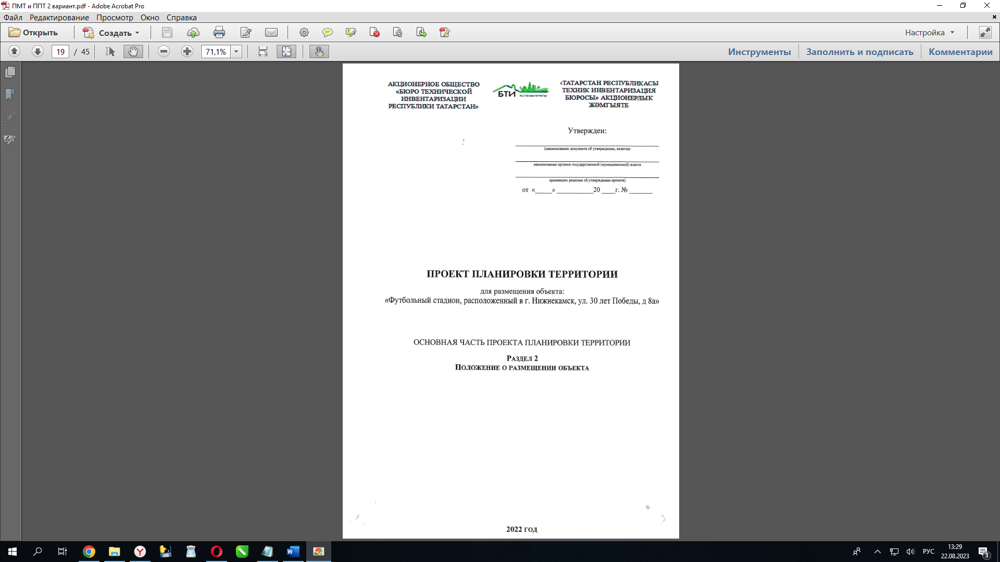 ПМТ и ППТ 2 вариант.pdf - Adobe Acrobat Pro
Файл Редактирование Просмотр Окно Справка
Открыть Создать Настройка
19 / 45 71,1% Инструменты Заполнить и подписать Комментарии
АКЦИОНЕРНОЕ ОБЩЕСТВО
«БЮРО ТЕХНИЧЕСКОЙ
ИНВЕНТАРИЗАЦИИ
РЕСПУБЛИКИ ТАТАРСТАН»
БТИ РЕСПУБЛИКИ ТАТАРСТАН
‹ТАТАРСТАН РЕСПУБЛИКАСЫ
ТЕХНИК ИНВЕНТАРИЗАЦИЯ
БЮРОСЫ» АКЦИОНЕРЛЫК
ЖӘМГЫЯТЕ
Утвержден:
(наименование документа об утверждении, включая
наименование органов государственной (муниципальной) власти
принявших решение об утверждении проекта)
от «_____» ___________20 ____г. № _______
ПРОЕКТ ПЛАНИРОВКИ ТЕРРИТОРИИ
для размещения объекта:
«Футбольный стадион, расположенный в г. Нижнекамск, ул. 30 лет Победы, д 8а»
ОСНОВНАЯ ЧАСТЬ ПРОЕКТА ПЛАНИРОВКИ ТЕРРИТОРИИ
РАЗДЕЛ 2
ПОЛОЖЕНИЕ О РАЗМЕЩЕНИИ ОБЪЕКТА
2022 ГОД
РУС
13:29
22.08.2023
3